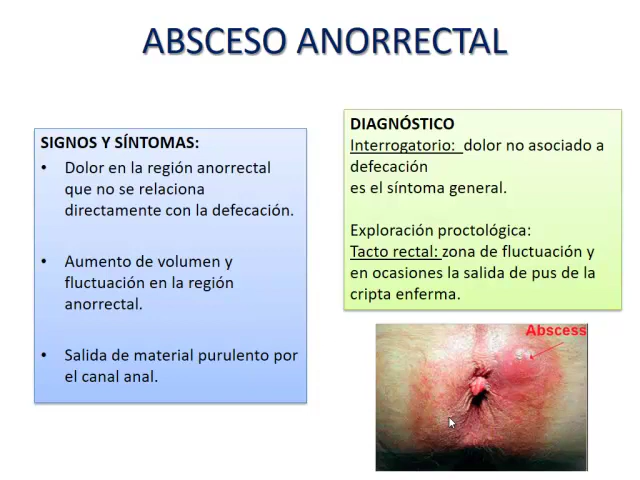 ABSCESO ANORRECTAL
SIGNOS Y SÍNTOMAS:
• Dolor en la región anorrectal
que no se relaciona
directamente con la defecación.
• Aumento de volumen y
fluctuación en la región
anorrectal.
• Salida de material purulento por
el canal anal.
DIAGNÓSTICO
Interrogatorio: dolor no asociado a
defecación
es el síntoma general.
Exploración proctológica:
Tacto rectal: zona de fluctuación y
en ocasiones la salida de pus de la
cripta enferma.
Abscess